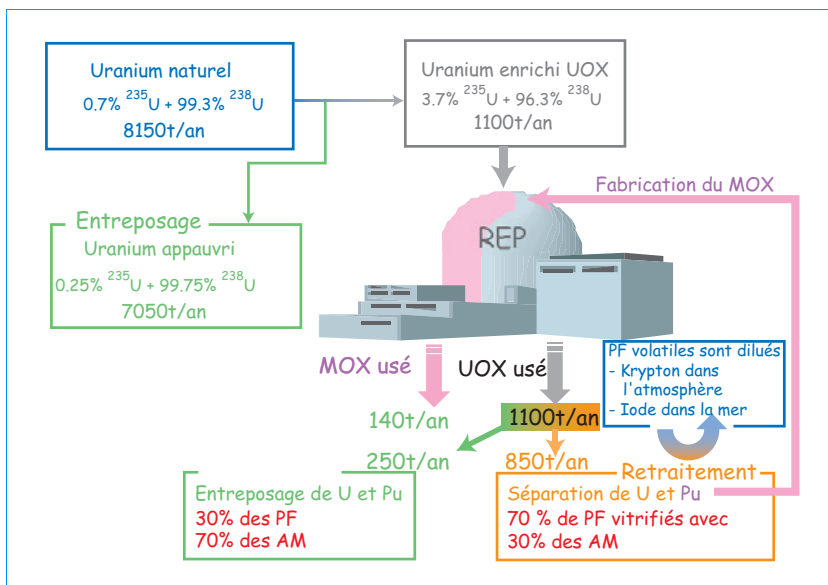 Uranium naturel
0.7% ²³⁵U + 99.3% ²³⁸U
8150t/an
Uranium enrichi UOX
3.7% ²³⁵U + 96.3% ²³⁸U
1100t/an
Fabrication du MOX
Entreposage
Uranium appauvri
0.25% ²³⁵U + 99.75% ²³⁸U
7050t/an
REP
MOX usé
UOX usé
PF volatiles sont dilués
- Krypton dans
l'atmosphère
- Iode dans la mer
140t/an
1100t/an
250t/an
850t/an
Retraitement
Entreposage de U et Pu
30% des PF
70% des AM
Séparation de U et Pu
70 % de PF vitrifiés avec
30% des AM